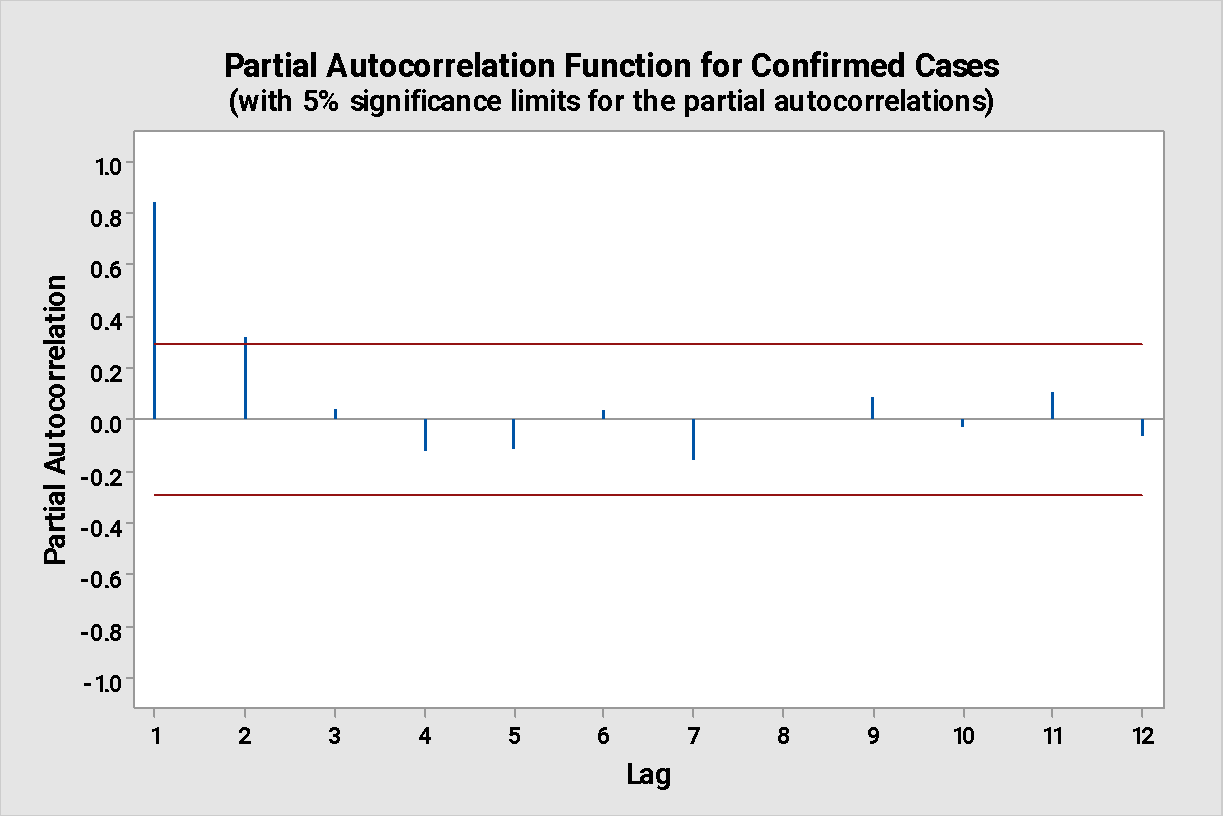 Partial Autocorrelation Function for Confirmed Cases
(with 5% significance limits for the partial autocorrelations)
Partial Autocorrelation
1.0
0.8
0.6
0.4
0.2
0.0
-0.2
-0.4
-0.6
-0.8
-1.0
1 2 3 4 5 6 7 8 9 10 11 12
Lag